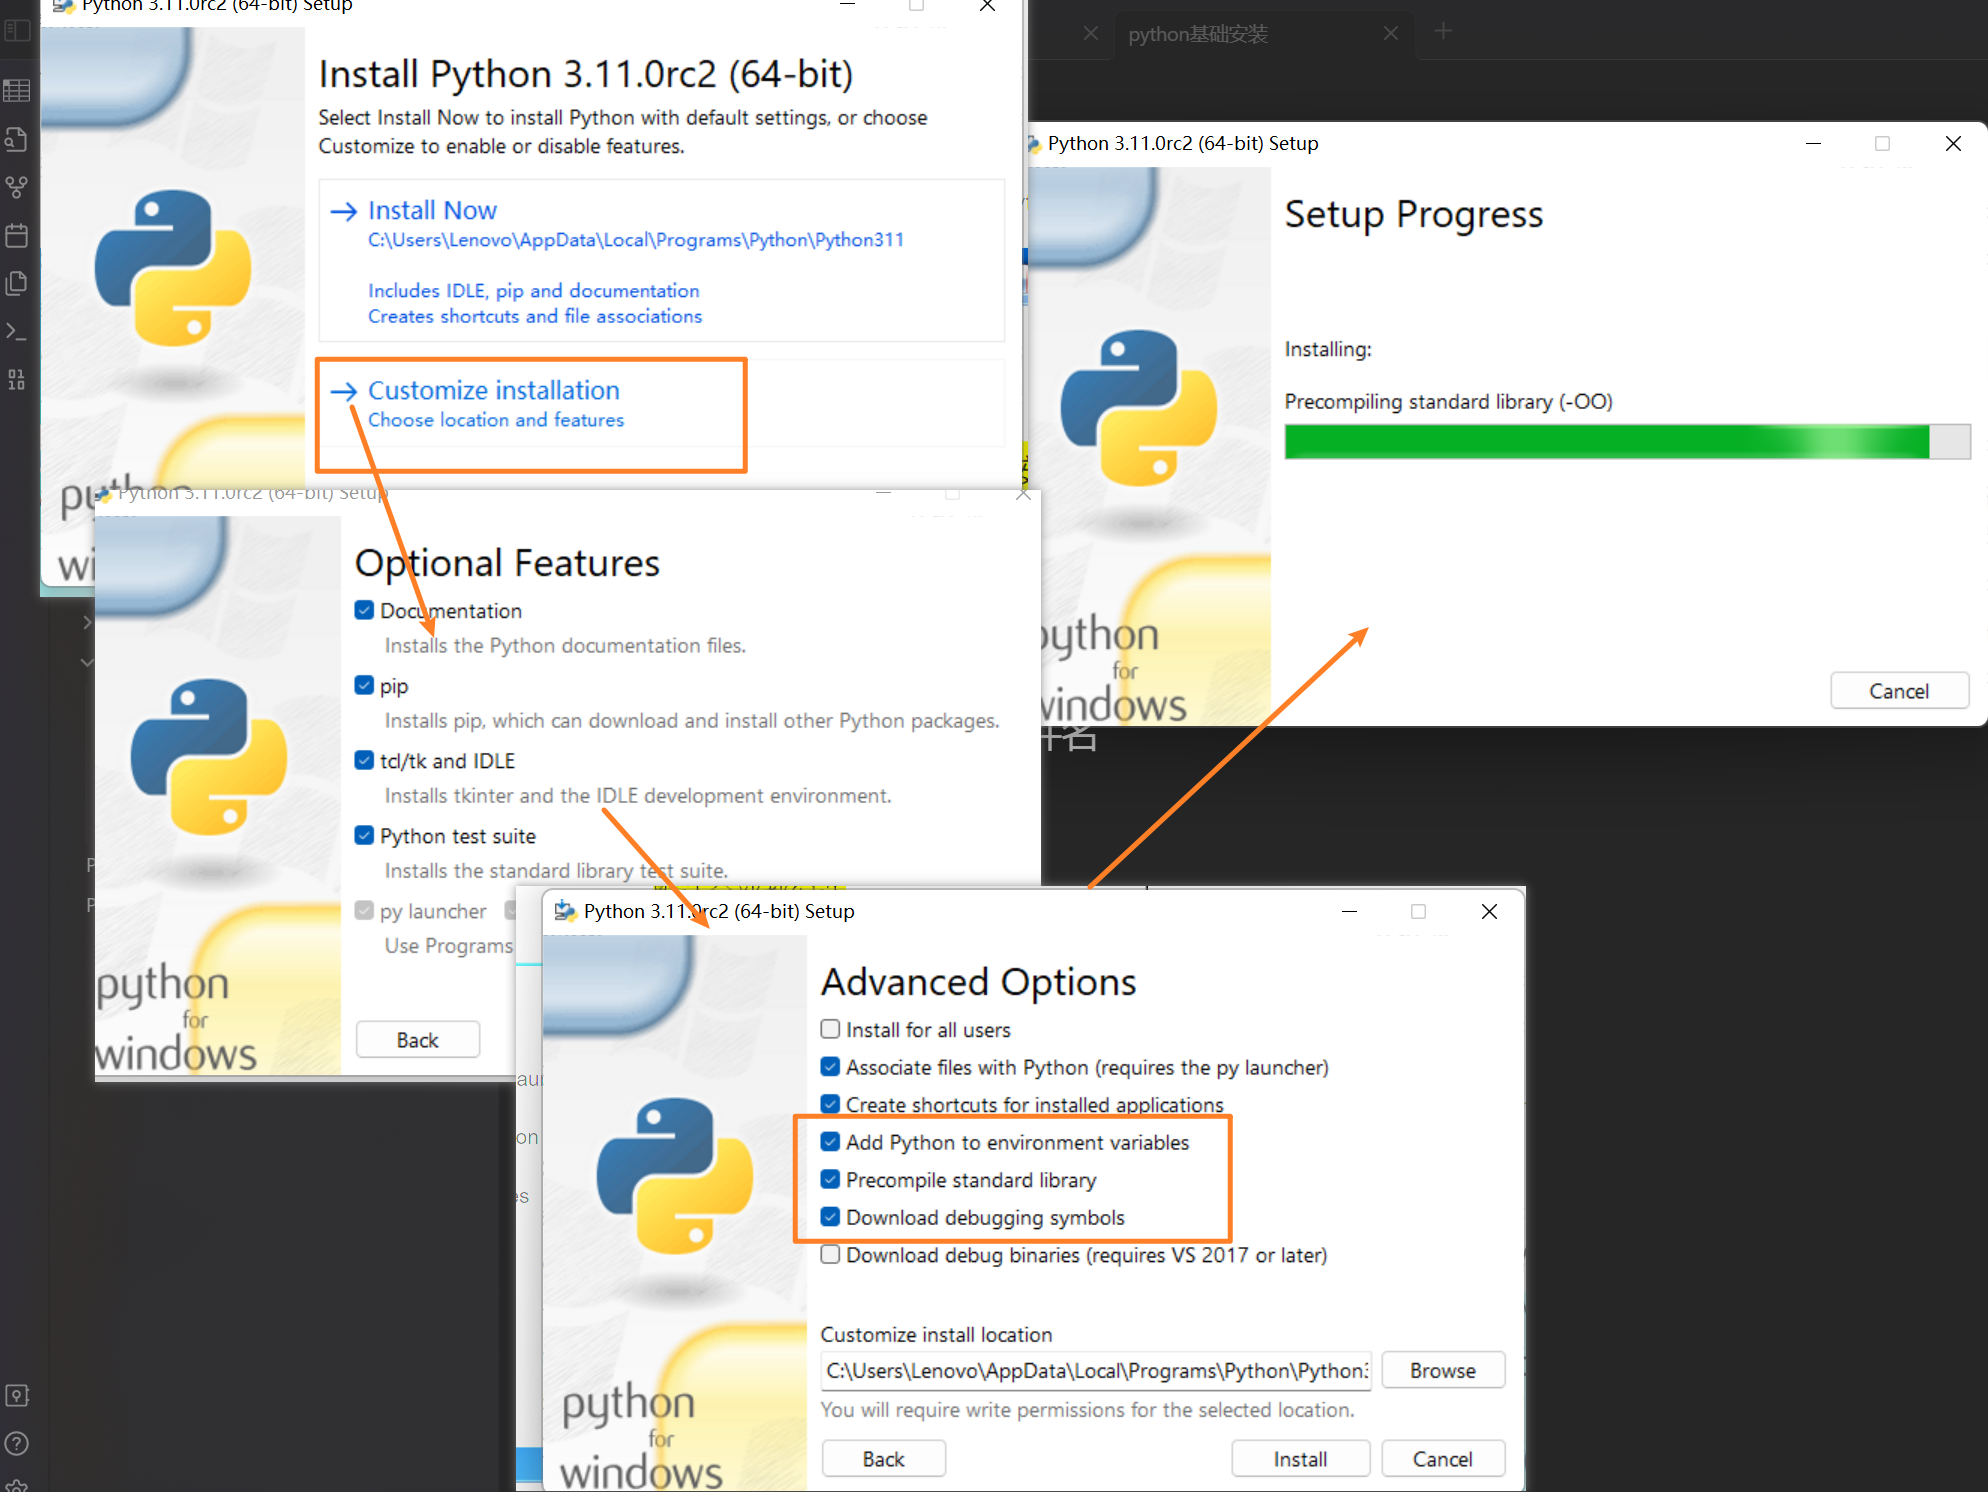 Python 3.11.0rc2 (64-bit) Setup
Install Python 3.11.0rc2 (64-bit)
Select Install Now to install Python with default settings, or choose
Customize to enable or disable features.
Install Now
C:\Users\Lenovo\AppData\Local\Programs\Python\Python311
Includes IDLE, pip and documentation
Creates shortcuts and file associations
Customize installation
Choose location and features
python基础安装
Python 3.11.0rc2 (64-bit) Setup
Setup Progress
Installing:
Precompiling standard library (-OO)
python
for
windows
Cancel
Python 3.11.0rc2 (64-bit) Setup
Optional Features
Documentation
Installs the Python documentation files.
pip
Installs pip, which can download and install other Python packages.
tcl/tk and IDLE
Installs tkinter and the IDLE development environment.
Python test suite
Installs the standard library test suite.
py launcher
Use Programs
python
for
windows
Back
Python 3.11.0rc2 (64-bit) Setup
Advanced Options
Install for all users
Associate files with Python (requires the py launcher)
Create shortcuts for installed applications
Add Python to environment variables
Precompile standard library
Download debugging symbols
Download debug binaries (requires VS 2017 or later)
Customize install location
C:\Users\Lenovo\AppData\Local\Programs\Python\Python3
Browse
You will require write permissions for the selected location.
python
for
windows
Back
Install
Cancel